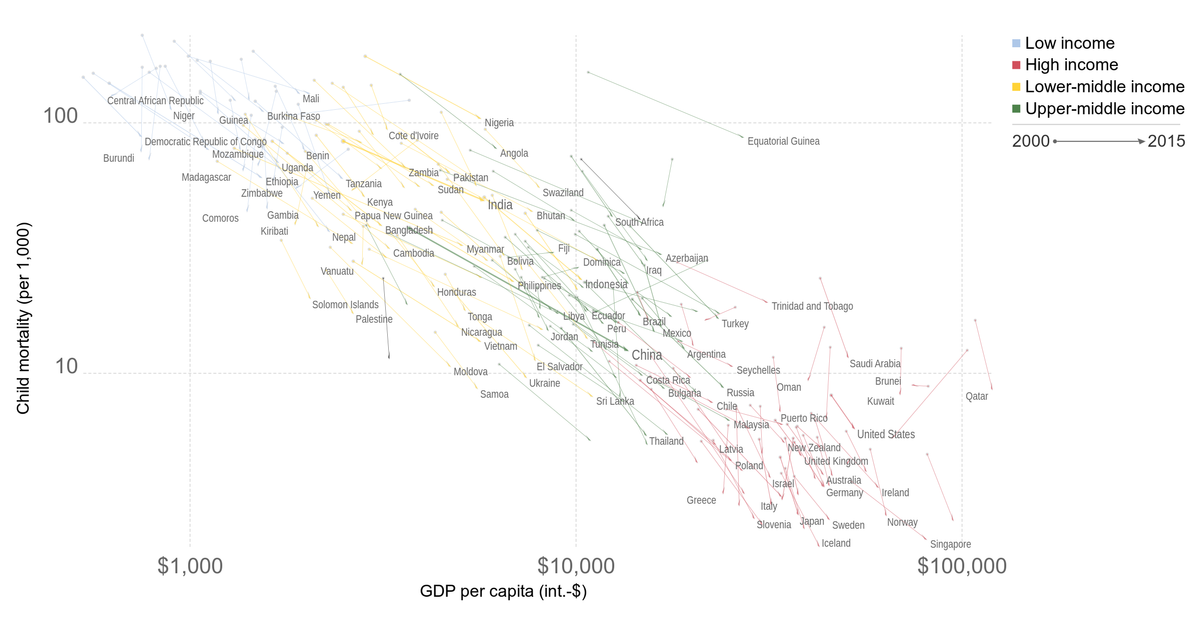 Low income
High income
Lower-middle income
Upper-middle income
2000
2015
Child mortality (per 1,000)
100
10
$1,000
$10,000
$100,000
GDP per capita (int.-$)
Central African Republic
Mali
Niger
Guinea
Burkina Faso
Nigeria
Equatorial Guinea
Cote d'Ivoire
Democratic Republic of Congo
Burundi
Mozambique
Benin
Angola
Uganda
Madagascar
Ethiopia
Tanzania
Zambia
Pakistan
Zimbabwe
Yemen
Sudan
Swaziland
Kenya
India
Comoros
Gambia
Papua New Guinea
Bhutan
South Africa
Kiribati
Bangladesh
Nepal
Cambodia
Myanmar
Fiji
Azerbaijan
Vanuatu
Bolivia
Dominica
Iraq
Philippines
Indonesia
Honduras
Solomon Islands
Trinidad and Tobago
Palestine
Tonga
Libya
Ecuador
Brazil
Turkey
Nicaragua
Peru
Mexico
Jordan
Vietnam
Tunisia
China
Argentina
Moldova
El Salvador
Seychelles
Saudi Arabia
Ukraine
Costa Rica
Oman
Brunei
Samoa
Sri Lanka
Bulgaria
Russia
Kuwait
Qatar
Chile
Puerto Rico
Malaysia
Thailand
United States
Latvia
New Zealand
Poland
United Kingdom
Israel
Australia
Greece
Germany
Ireland
Italy
Slovenia
Japan
Sweden
Norway
Iceland
Singapore